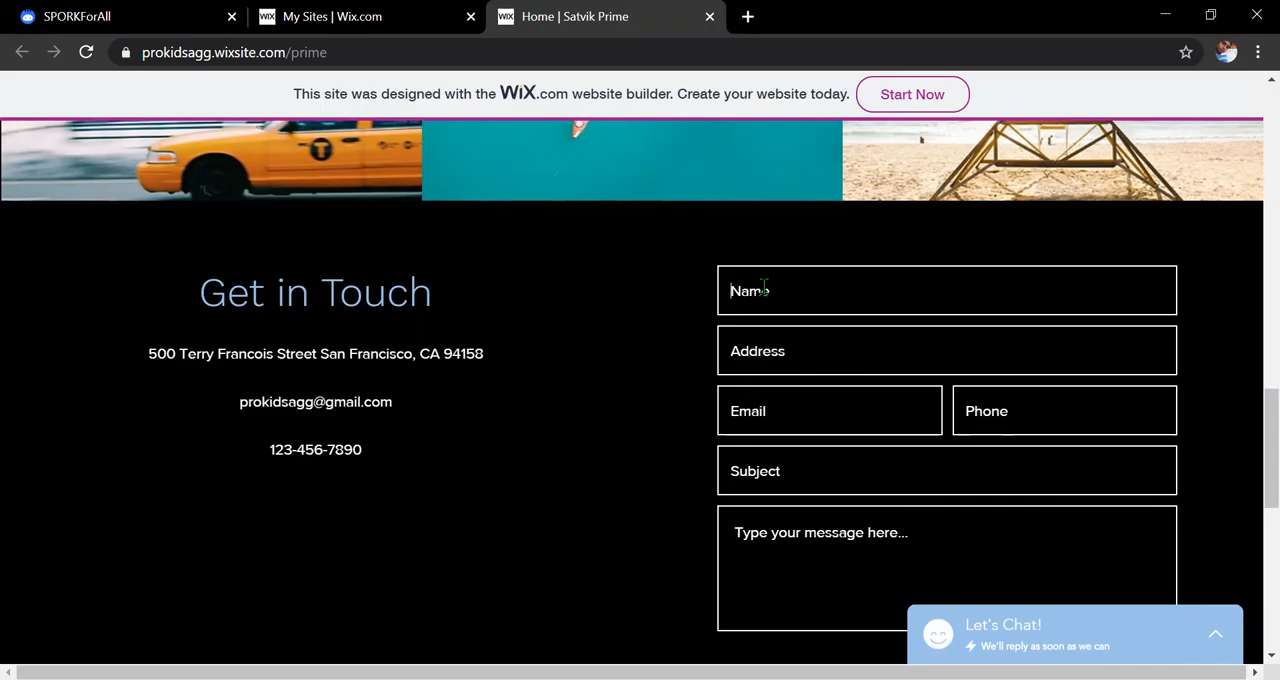 SPORKForAll
WiX My Sites | Wix.com
WiX Home | Satvik Prime
prokidsagg.wixsite.com/prime
This site was designed with the WiX.com website builder. Create your website today. Start Now
T
Get in Touch
500 Terry Francois Street San Francisco, CA 94158
prokidsagg@gmail.com
123-456-7890
Name
Address
Email
Phone
Subject
Type your message here...
Let's Chat!
We'll reply as soon as we can